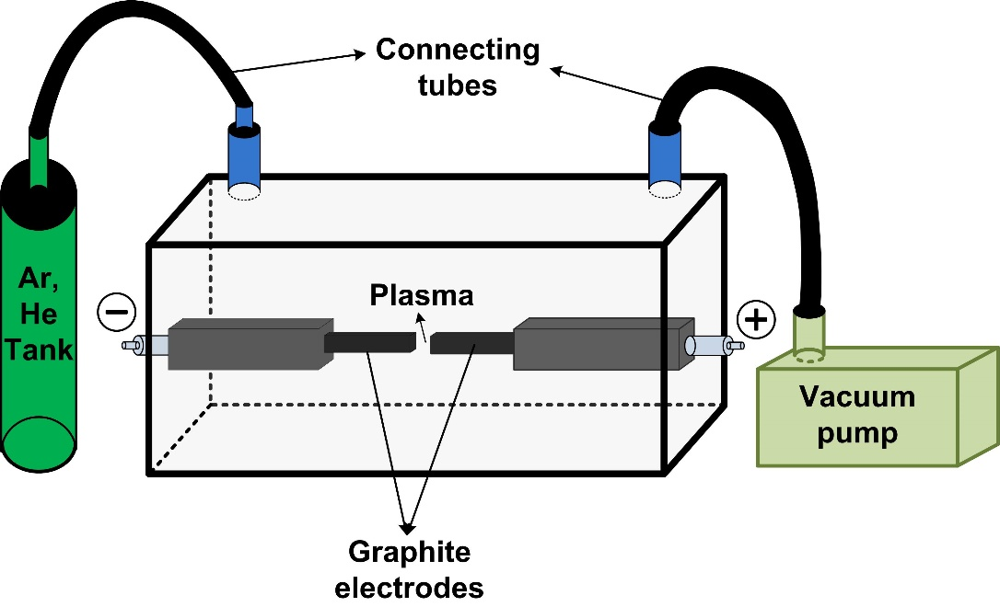 Connecting
tubes
Ar,
He
Tank
Plasma
−
+
Vacuum
pump
Graphite
electrodes